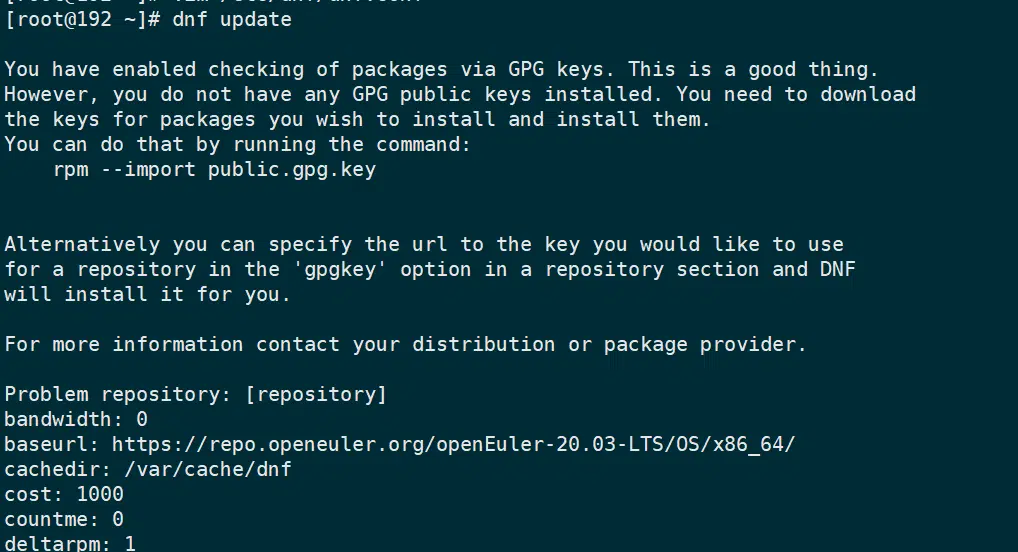 [root@192 ~]# dnf update
You have enabled checking of packages via GPG keys. This is a good thing.
However, you do not have any GPG public keys installed. You need to download
the keys for packages you wish to install and install them.
You can do that by running the command:
    rpm --import public.gpg.key
Alternatively you can specify the url to the key you would like to use
for a repository in the 'gpgkey' option in a repository section and DNF
will install it for you.
For more information contact your distribution or package provider.
Problem repository: [repository]
bandwidth: 0
baseurl: https://repo.openeuler.org/openEuler-20.03-LTS/OS/x86_64/
cachedir: /var/cache/dnf
cost: 1000
countme: 0
deltarpm: 1